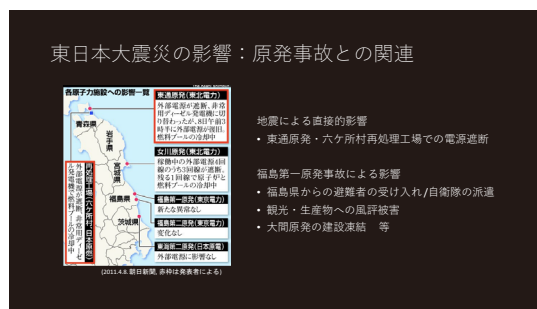 東日本大震災の影響：原発事故との関連
各原子力施設への影響一覧
東通原発(東北電力)
外部電源が遮断、非常
用ディーゼル発電機に切
り替わったが、8日午前3
時半に外部電源が復旧。
燃料プールの冷却中
女川原発(東北電力)
稼働中の外部電源4回
線のうち3回線が遮断、
残る1回線で原子炉と
燃料プールの冷却中
福島第一原発(東京電力)
新たな異常なし
福島第二原発(東京電力)
変化なし
東海第二原発(日本原電)
外部電源に影響なし
青森県
岩手県
宮城県
福島県
茨城県
再処理工場(六ケ所村、日本原燃)
外部電源が遮断、非常用ディーゼ
ル発電機で燃料プールの冷却中
(2011.4.8. 朝日新聞, 赤枠は発表者による)
地震による直接的影響
• 東通原発・六ケ所村再処理工場での電源遮断
福島第一原発事故による影響
• 福島県からの避難者の受け入れ/自衛隊の派遣
• 観光・生産物への風評被害
• 大間原発の建設凍結　等